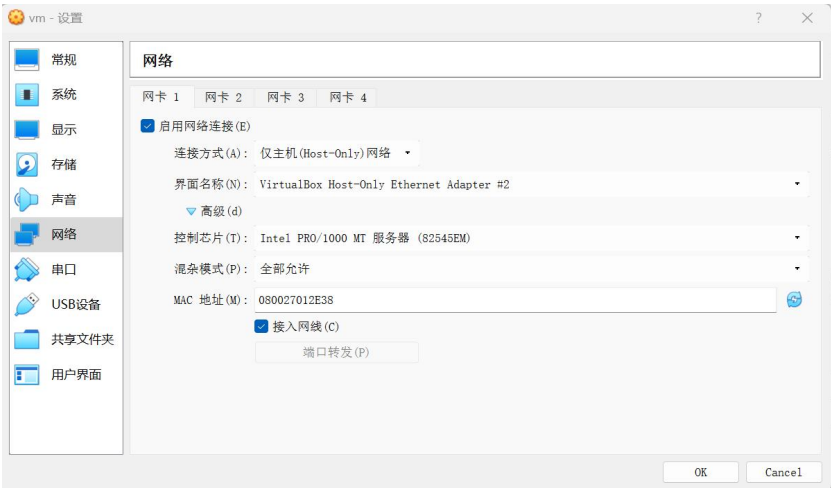 vm - 设置
?
常规
系统
显示
存储
声音
网络
串口
USB设备
共享文件夹
用户界面
网络
网卡 1 网卡 2 网卡 3 网卡 4
启用网络连接(E)
连接方式(A): 仅主机(Host-Only)网络
界面名称(N): VirtualBox Host-Only Ethernet Adapter #2
高级(d)
控制芯片(T): Intel PRO/1000 MT 服务器 (82545EM)
混杂模式(P): 全部允许
MAC 地址(M): 080027012E38
接入网线(C)
端口转发(P)
OK Cancel